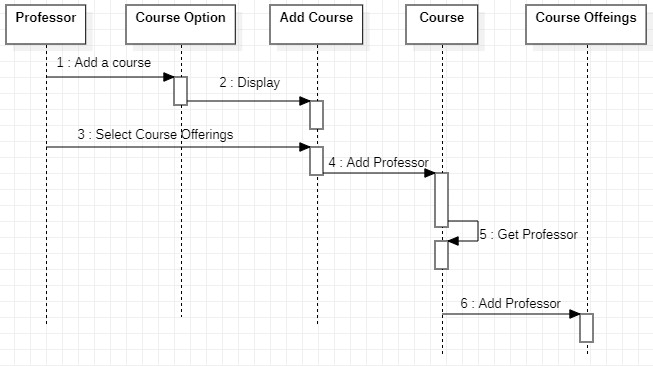 Professor
Course Option
Add Course
Course
Course Offeings
1 : Add a course
2 : Display
3 : Select Course Offerings
4 : Add Professor
5 : Get Professor
6 : Add Professor